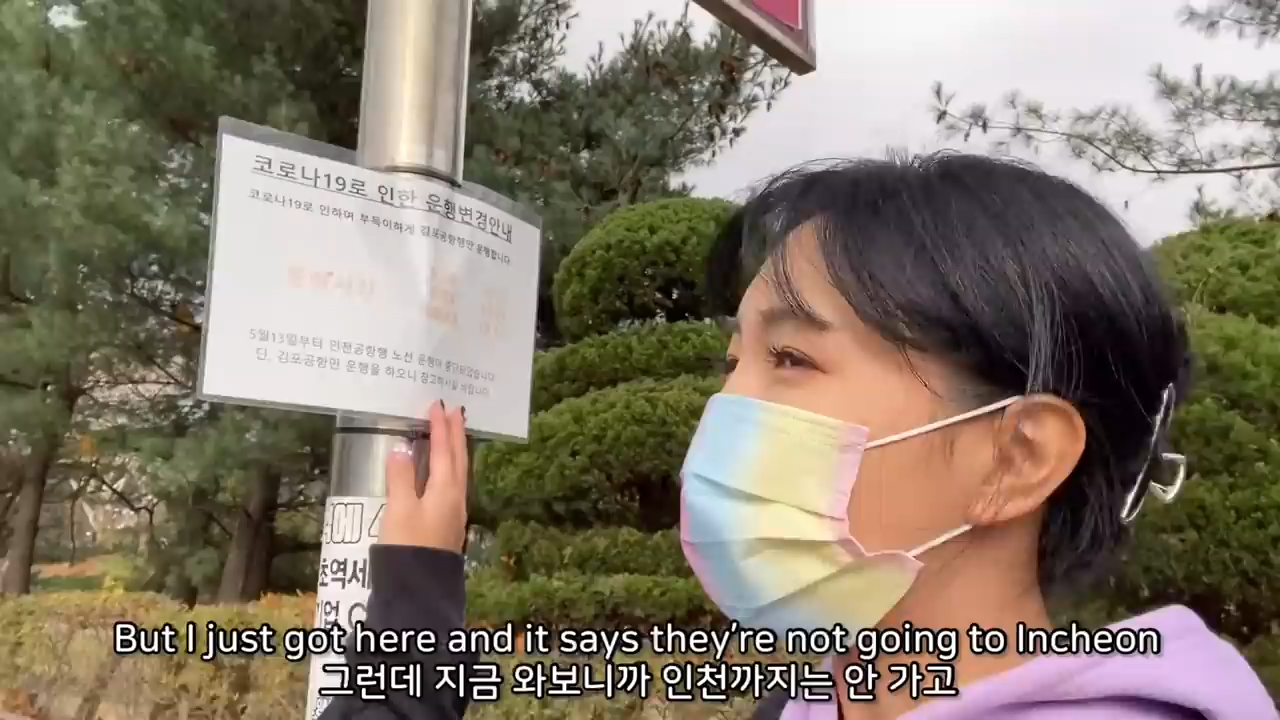 코로나19로 인한 운행변경안내
코로나19로 인하여 부득이하게 김포공항행만 운행합니다.
5월13일부터 인천공항행 노선 운행이 중단되었습니다.
단, 김포공항만 운행을 하오니 참고하시길 바랍니다.
초역세
기업
But I just got here and it says they’re not going to Incheon
그런데 지금 와보니까 인천까지는 안 가고